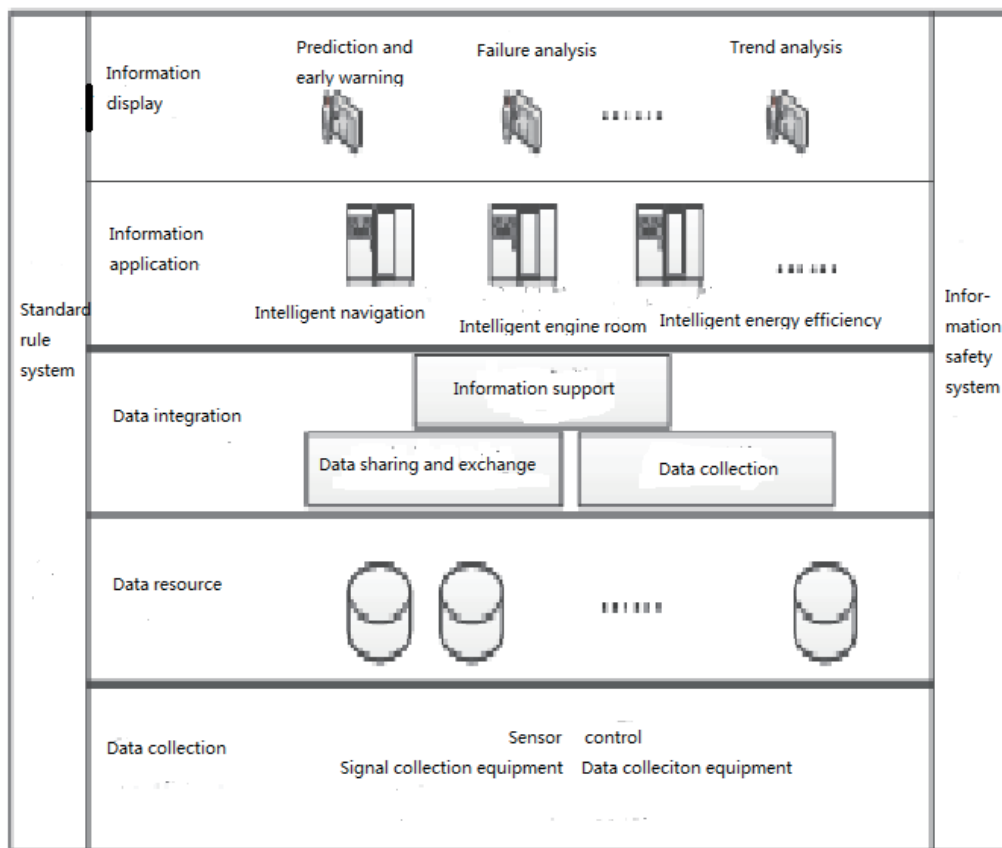 Prediction and
early warning
Failure analysis
Trend analysis
Information
display
Information
application
Intelligent navigation
Intelligent engine room
Intelligent energy efficiency
Standard
rule
system
Infor-
mation
safety
system
Information support
Data integration
Data sharing and exchange
Data collection
Data resource
Data collection
Sensor control
Signal collection equipment Data colleciton equipment